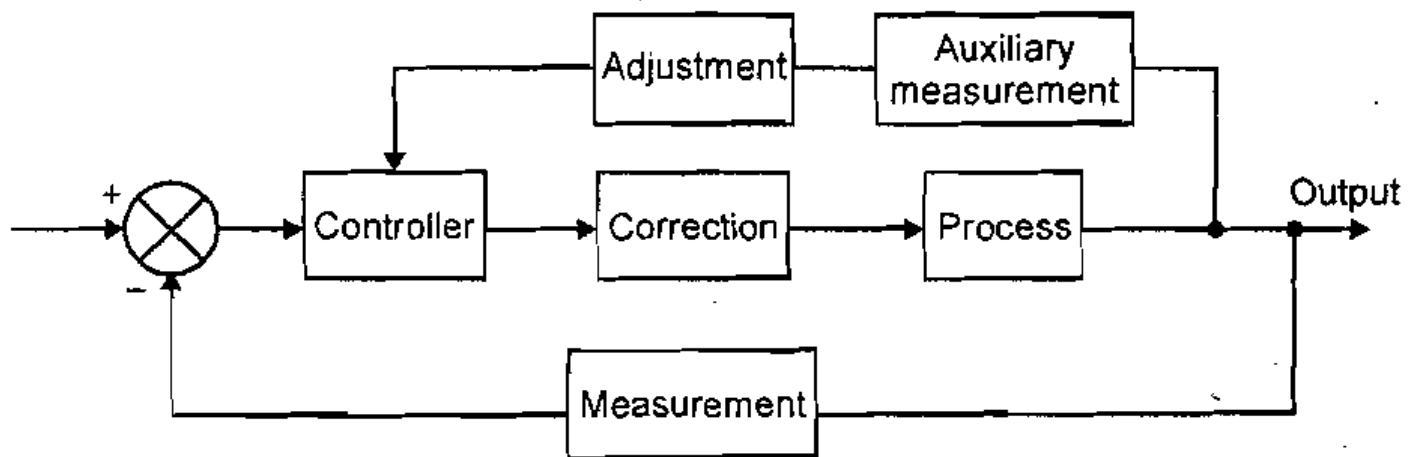 Adjustment
Auxiliary
measurement
+
Controller
Correction
Process
Output
−
Measurement